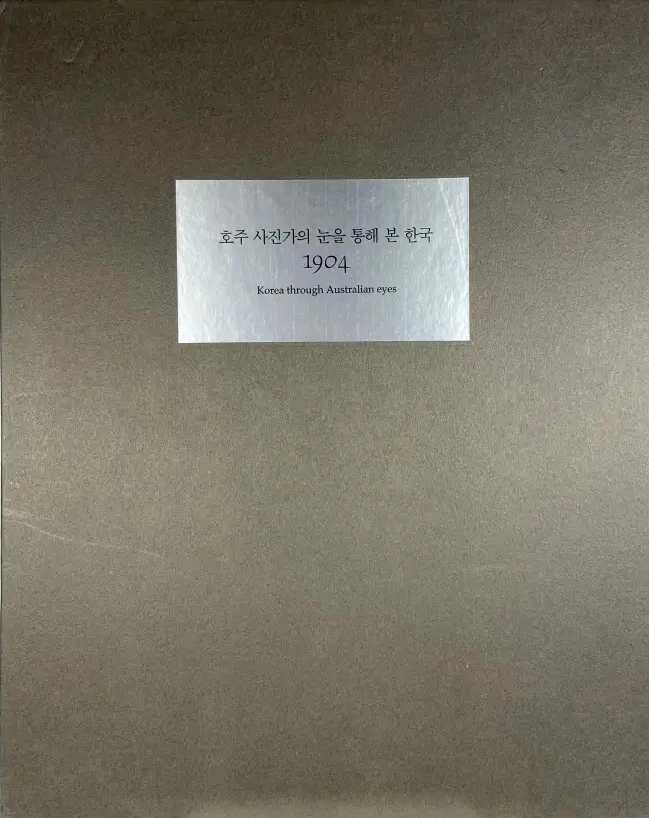 호주 사진가의 눈을 통해 본 한국
1904
Korea through Australian eyes